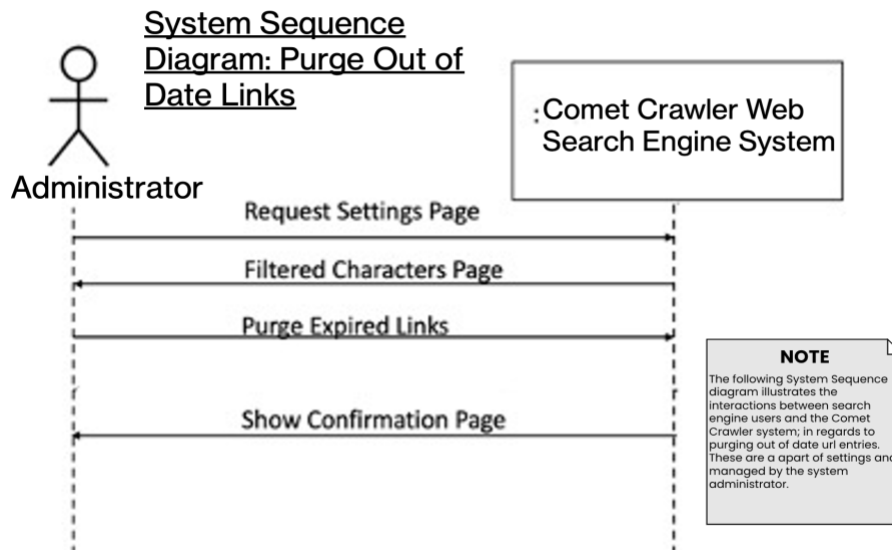 System Sequence
Diagram: Purge Out of
Date Links
:Comet Crawler Web
Search Engine System
Administrator
Request Settings Page
Filtered Characters Page
Purge Expired Links
Show Confirmation Page
NOTE
The following System Sequence
diagram illustrates the
interactions between search
engine users and the Comet
Crawler system; in regards to
purging out of date url entries.
These are a apart of settings and
managed by the system
administrator.